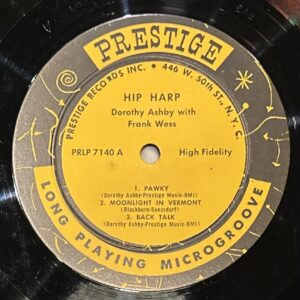 PRESTIGE
PRESTIGE RECORDS INC. • 446 W. 50th ST., N.Y.C.
HIP HARP
Dorothy Ashby with
Frank Wess
PRLP 7140 A High Fidelity
1. PAWKY
(Dorothy Ashby-Prestige Music-BMI)
2. MOONLIGHT IN VERMONT
(Blackburn-Suessdorf)
3. BACK TALK
(Dorothy Ashby-Prestige Music-BMI)
LONG PLAYING MICROGROOVE